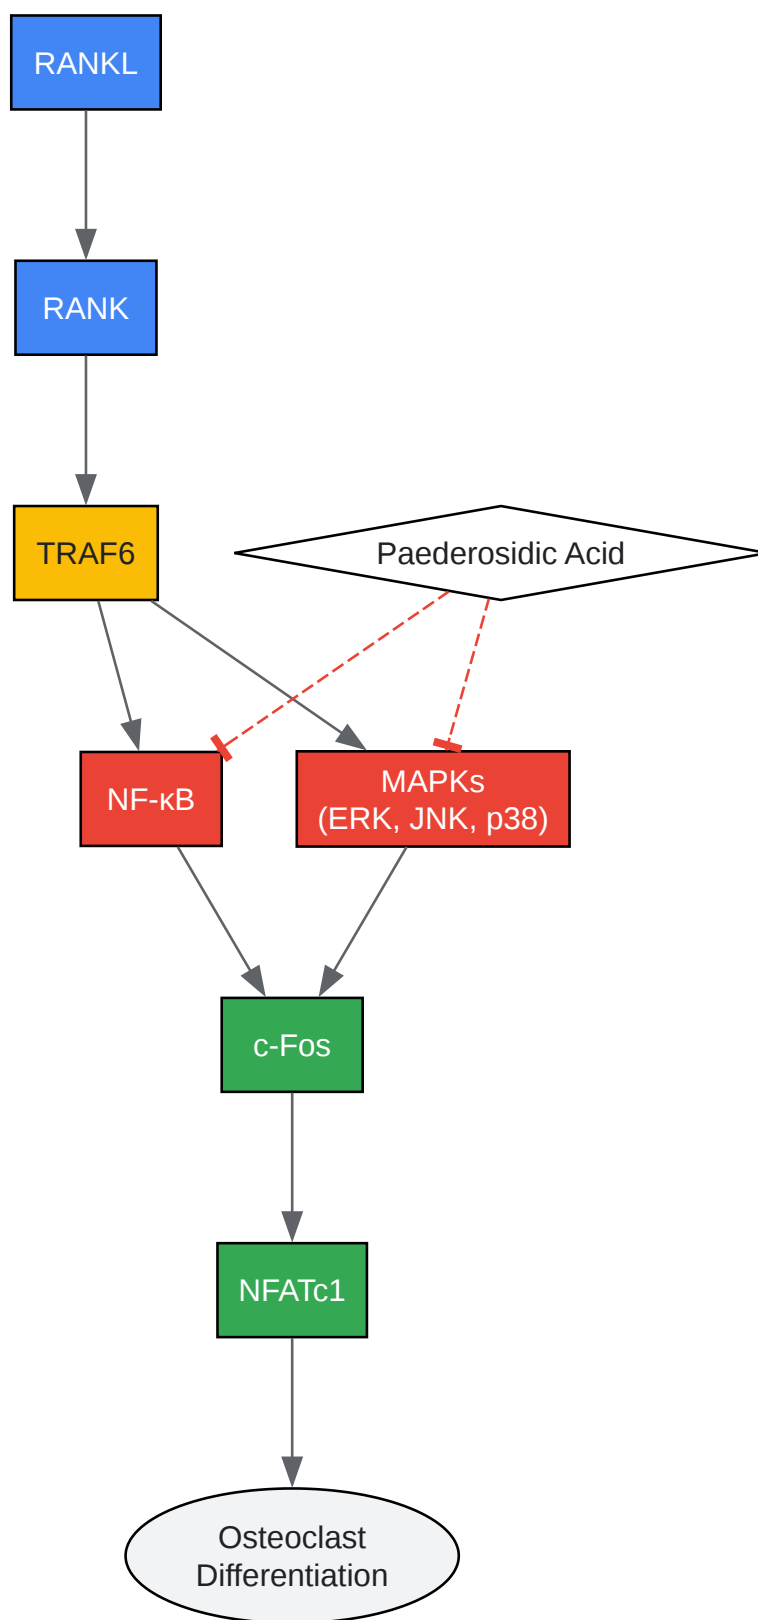 RANKL
RANK
TRAF6
Paederosidic Acid
NF-κB
MAPKs
(ERK, JNK, p38)
c-Fos
NFATc1
Osteoclast
Differentiation